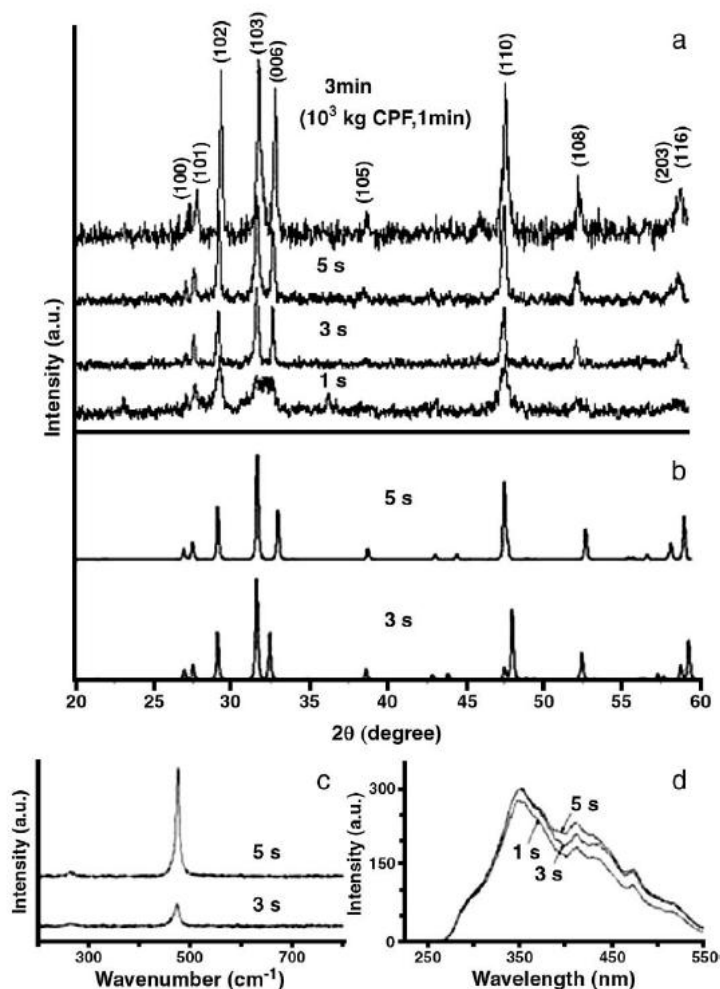 a
(102)
(103)
(006)
(110)
3min
(10³ kg CPF,1min)
(100)
(101)
(105)
(108)
(203)
(116)
5 s
3 s
1 s
Intensity (a.u.)
b
5 s
3 s
20 25 30 35 40 45 50 55 60
2θ (degree)
c
Intensity (a.u.)
5 s
3 s
300 500 700
Wavenumber (cm⁻¹)
d
Intensity (a.u.)
300
150
0
5 s
1 s
3 s
250 350 450 550
Wavelength (nm)